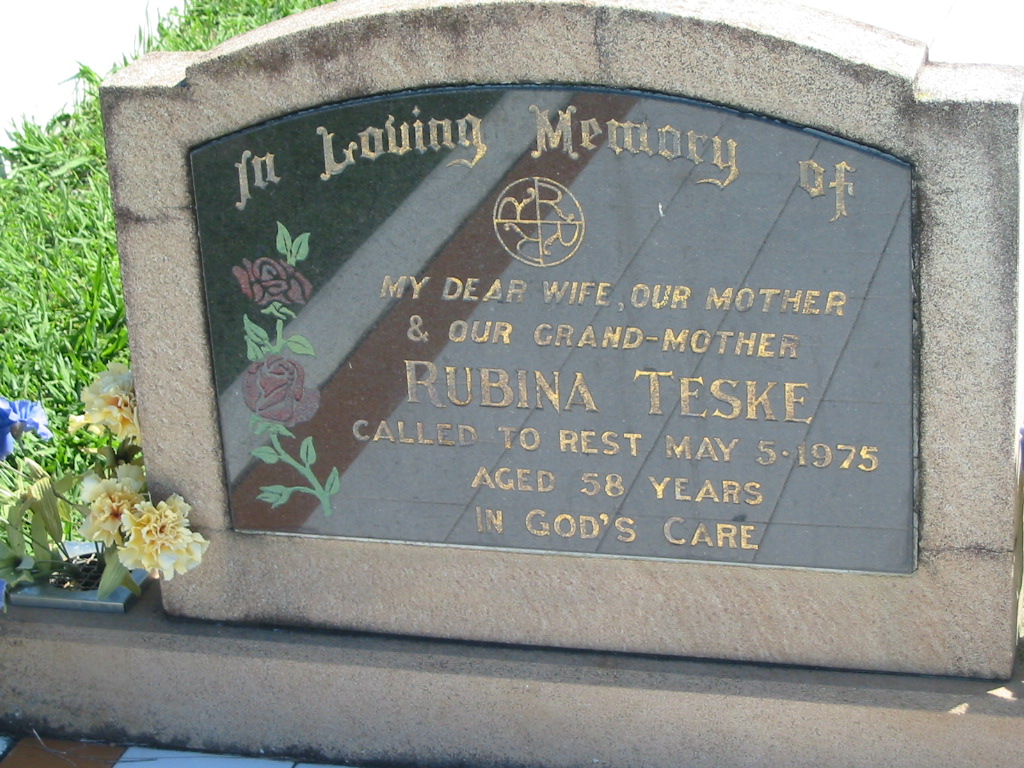 In Loving Memory of
R R R R
MY DEAR WIFE, OUR MOTHER
& OUR GRAND-MOTHER
RUBINA TESKE
CALLED TO REST MAY 5·1975
AGED 58 YEARS
IN GOD'S CARE